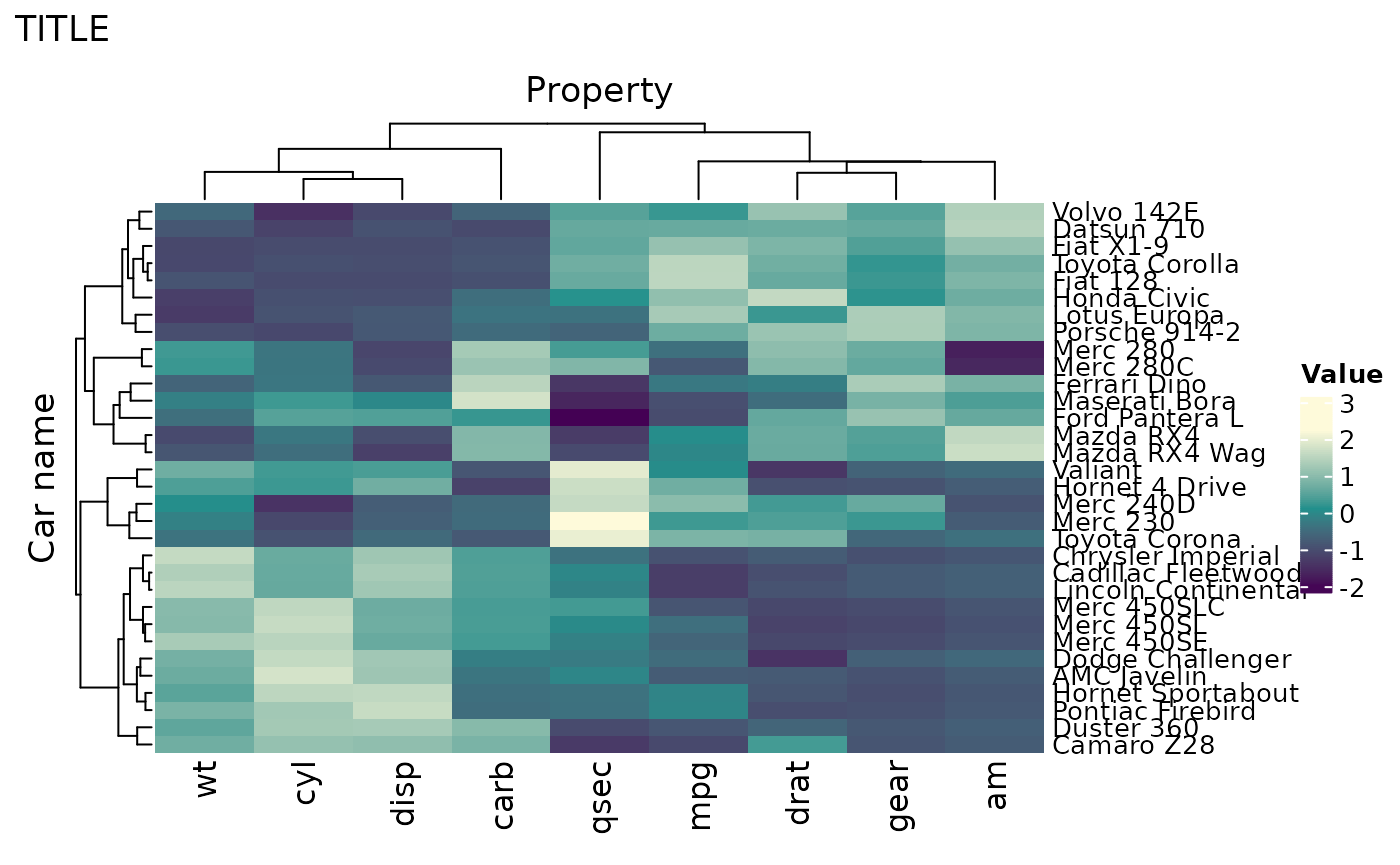 TITLE
Property
Car name
Volvo 142E
Datsun 710
Fiat X1-9
Toyota Corolla
Fiat 128
Honda Civic
Lotus Europa
Porsche 914-2
Merc 280
Merc 280C
Ferrari Dino
Maserati Bora
Ford Pantera L
Mazda RX4
Mazda RX4 Wag
Valiant
Hornet 4 Drive
Merc 240D
Merc 230
Toyota Corona
Chrysler Imperial
Cadillac Fleetwood
Lincoln Continental
Merc 450SLC
Merc 450SL
Merc 450SE
Dodge Challenger
AMC Javelin
Hornet Sportabout
Pontiac Firebird
Duster 360
Camaro Z28
Value
3
2
1
0
-1
-2
wt
cyl
disp
carb
qsec
mpg
drat
gear
am